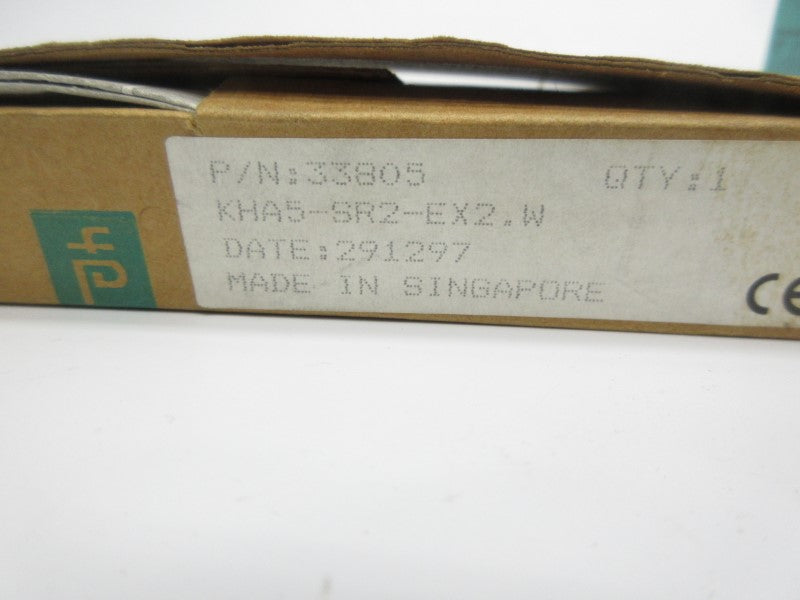 P/N:33805 QTY:1
KHA5-SR2-EX2.W
DATE:291297
MADE IN SINGAPORE
CE